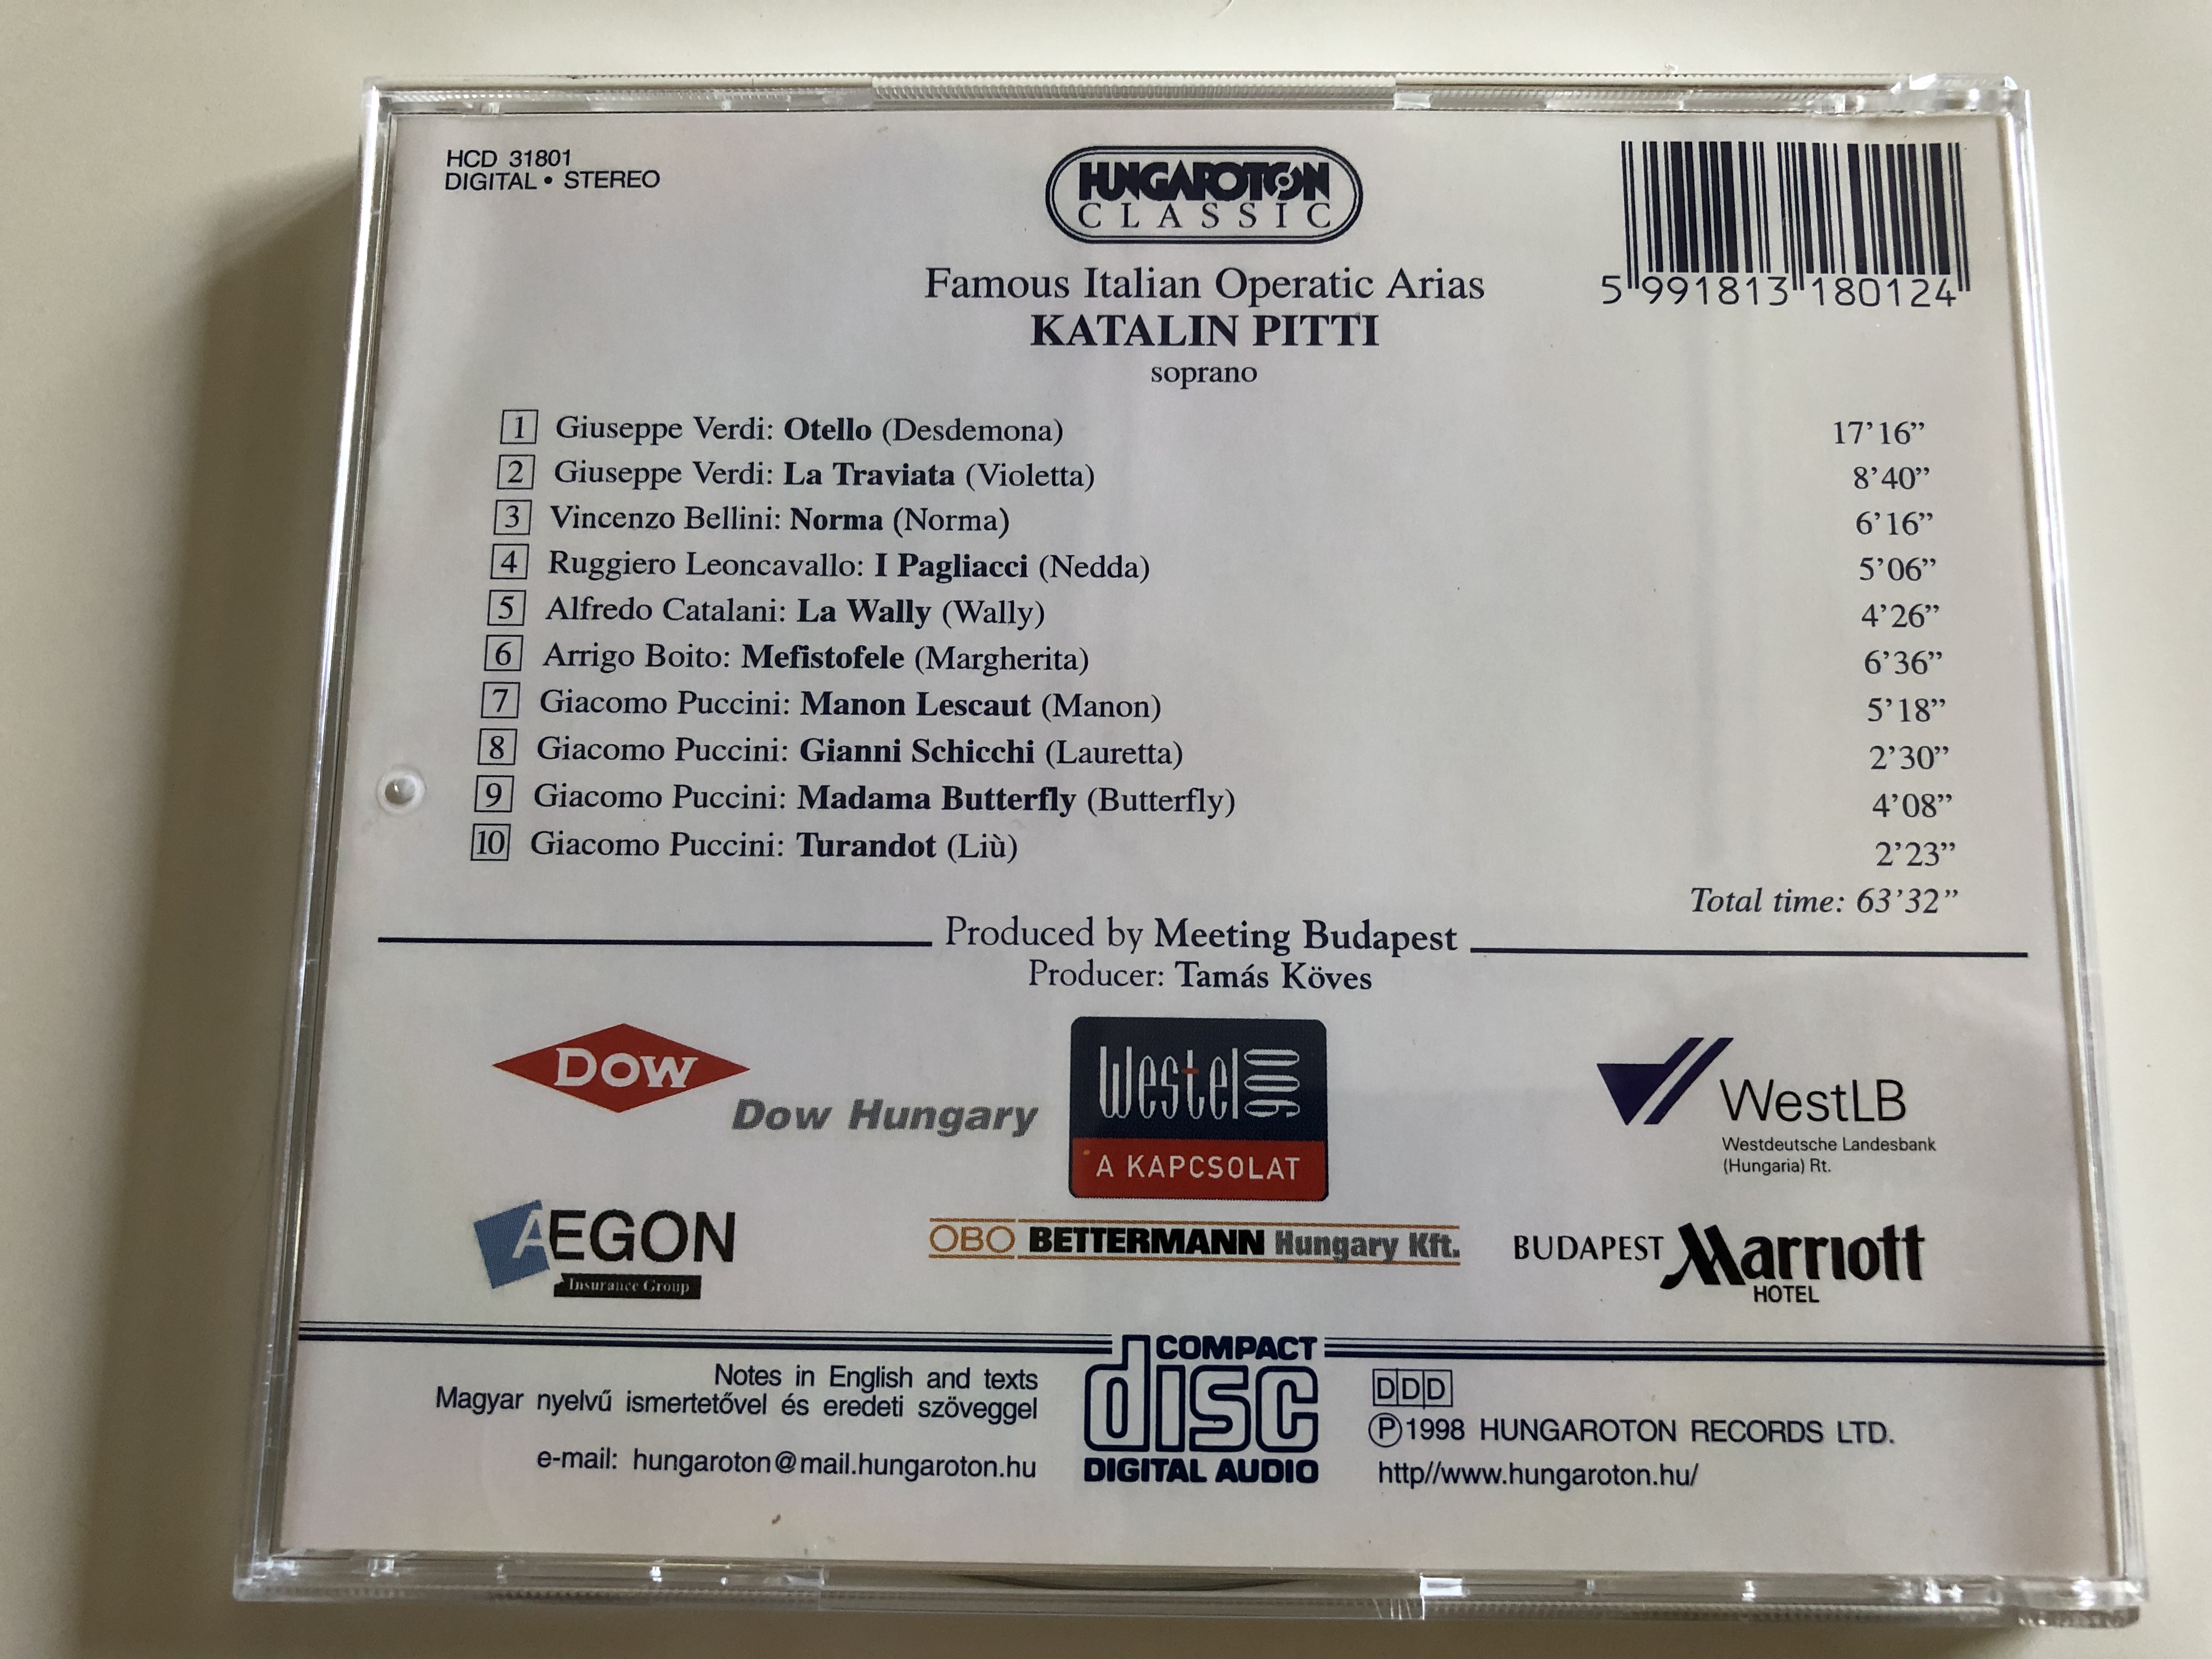 HCD 31801
DIGITAL • STEREO
HUNGAROTON
CLASSIC
5 991813 180124
Famous Italian Operatic Arias
KATALIN PITTI
soprano
1 Giuseppe Verdi: Otello (Desdemona) 17’16”
2 Giuseppe Verdi: La Traviata (Violetta) 8’40”
3 Vincenzo Bellini: Norma (Norma) 6’16”
4 Ruggiero Leoncavallo: I Pagliacci (Nedda) 5’06”
5 Alfredo Catalani: La Wally (Wally) 4’26”
6 Arrigo Boito: Mefistofele (Margherita) 6’36”
7 Giacomo Puccini: Manon Lescaut (Manon) 5’18”
8 Giacomo Puccini: Gianni Schicchi (Lauretta) 2’30”
9 Giacomo Puccini: Madama Butterfly (Butterfly) 4’08”
10 Giacomo Puccini: Turandot (Liù) 2’23”
Total time: 63’32”
Produced by Meeting Budapest
Producer: Tamás Köves
DOW
Dow Hungary
Westel 900
A KAPCSOLAT
WestLB
Westdeutsche Landesbank
(Hungaria) Rt.
AEGON
Insurance Group
OBO BETTERMANN Hungary Kft.
BUDAPEST Marriott
HOTEL
Notes in English and texts
Magyar nyelvű ismertetővel és eredeti szöveggel
e-mail: hungaroton@mail.hungaroton.hu
COMPACT
disc
DIGITAL AUDIO
DDD
Ⓟ1998 HUNGAROTON RECORDS LTD.
http//www.hungaroton.hu/